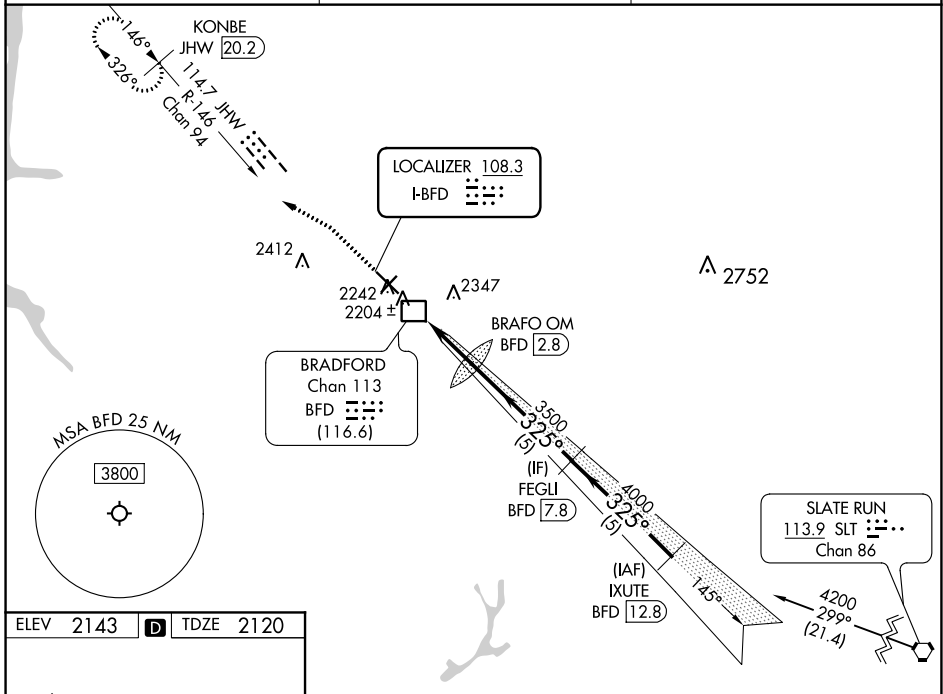 KONBE
JHW 20.2
146°
326°
114.7 JHW
R-146
Chan 94
LOCALIZER 108.3
I-BFD
2412
2242
2204 ±
2347
2752
BRADFORD
Chan 113
BFD
(116.6)
BRAFO OM
BFD 2.8
3500
325°
(5)
(IF)
FEGLI
BFD 7.8
4000
325°
(5)
(IAF)
IXUTE
BFD 12.8
145°
SLATE RUN
113.9 SLT
Chan 86
4200
299°
(21.4)
MSA BFD 25 NM
3800
ELEV 2143 D TDZE 2120